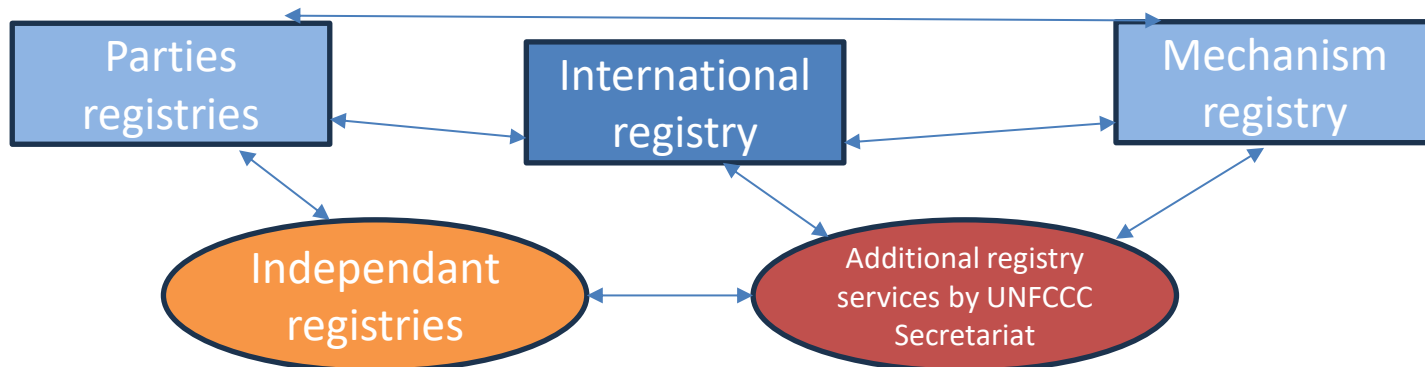 Parties
registries
International
registry
Mechanism
registry
Independant
registries
Additional registry
services by UNFCCC
Secretariat